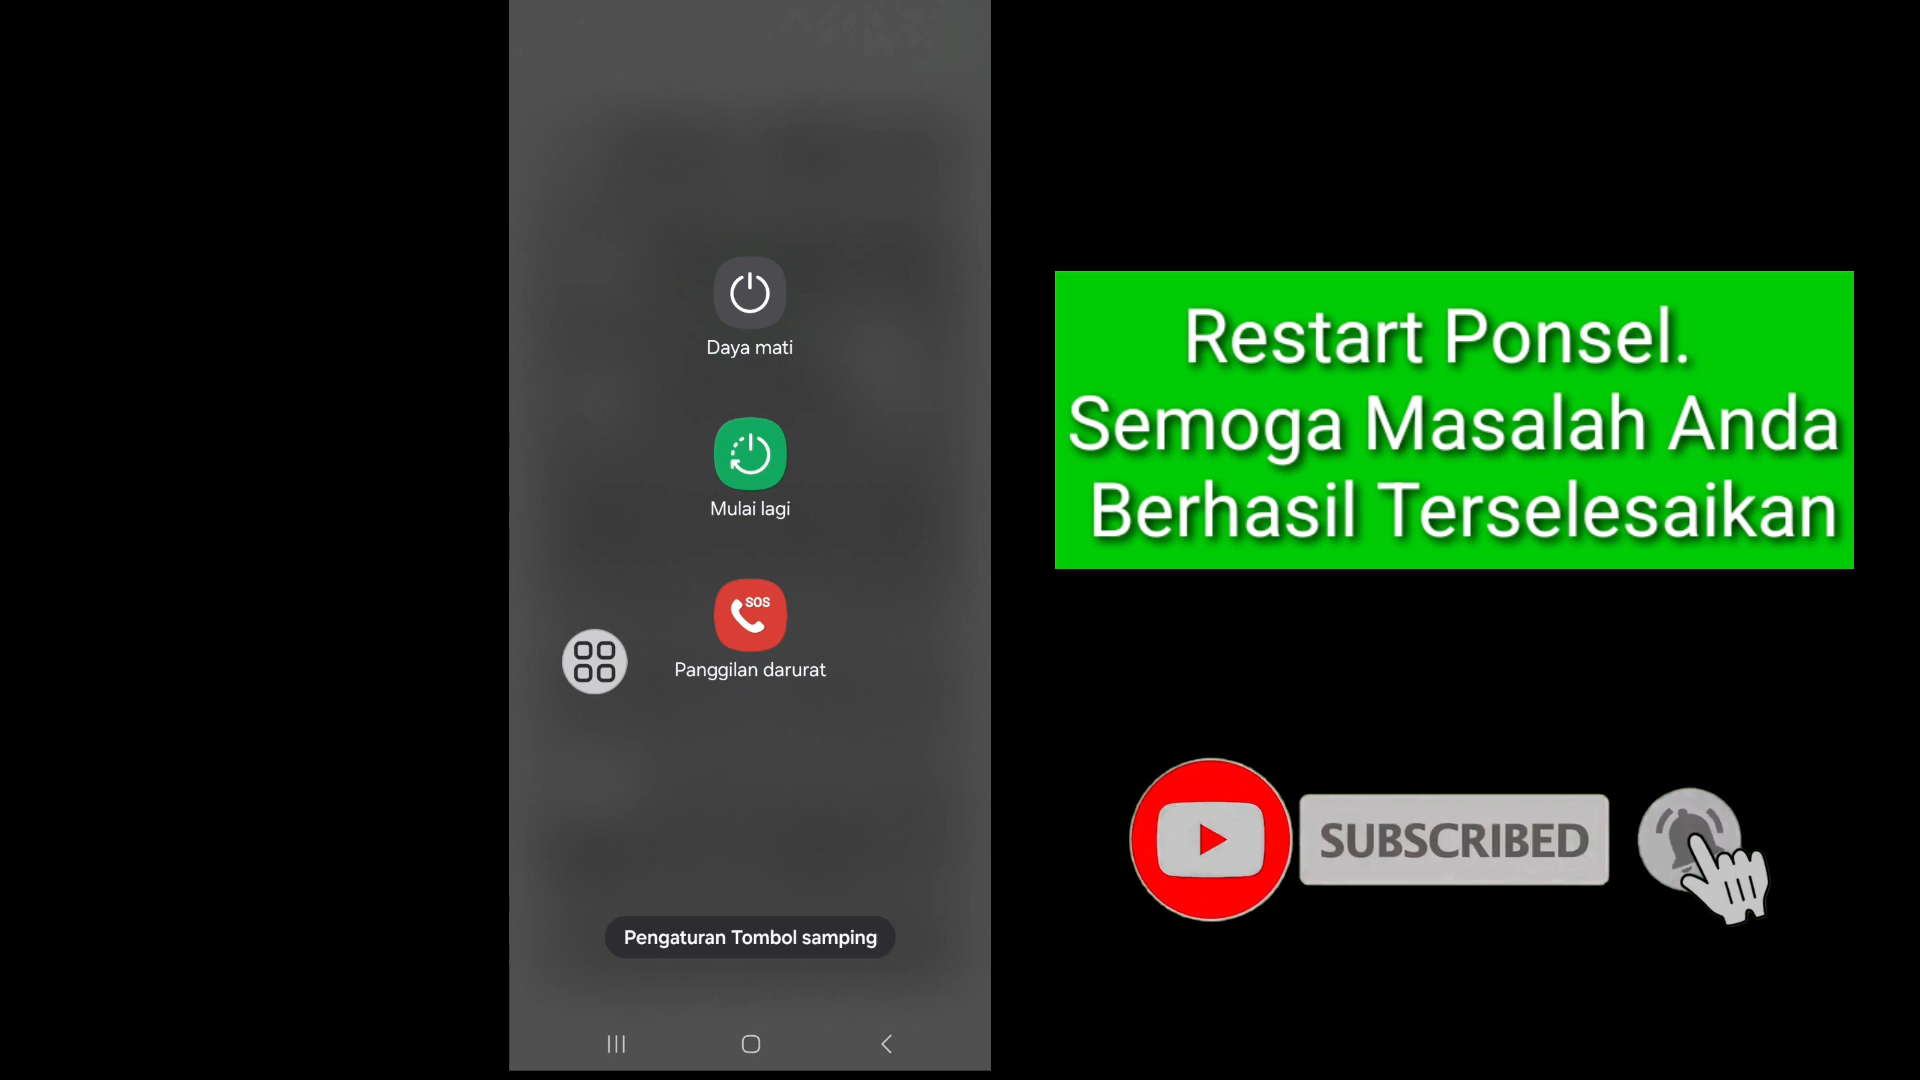 Daya mati
Mulai lagi
SOS
Panggilan darurat
Pengaturan Tombol samping
Restart Ponsel.
Semoga Masalah Anda
Berhasil Terselesaikan
SUBSCRIBED